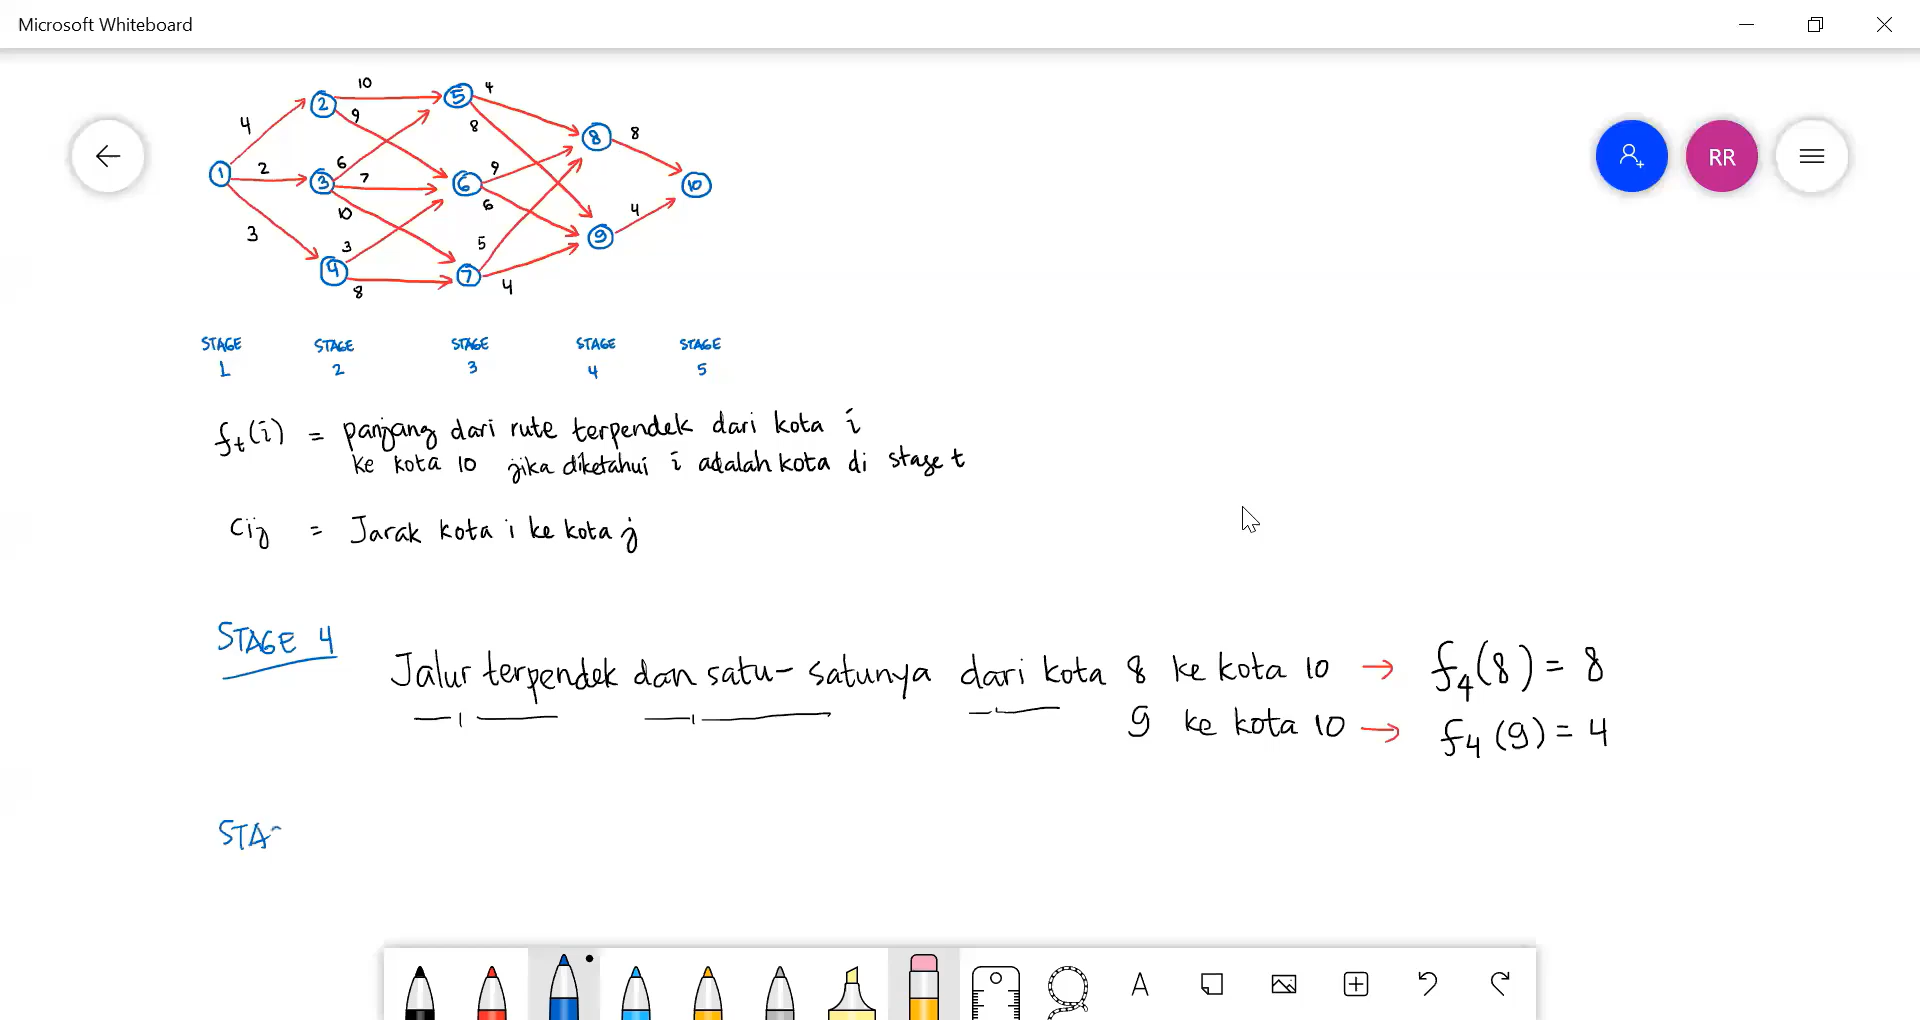 Microsoft Whiteboard
10
4
2
5
4
9
8
8
8
1
2
3
6
7
6
9
10
10
6
9
4
3
3
4
8
5
7
4
RR
STAGE STAGE STAGE STAGE STAGE
1 2 3 4 5
ft(i) = panjang dari rute terpendek dari kota i
ke kota 10 jika diketahui i adalah kota di stage t
cij = Jarak kota i ke kota j
STAGE 4
Jalur terpendek dan satu-satunya dari kota 8 ke kota 10 → f4(8) = 8
9 ke kota 10 → f4(9) = 4
STA
A